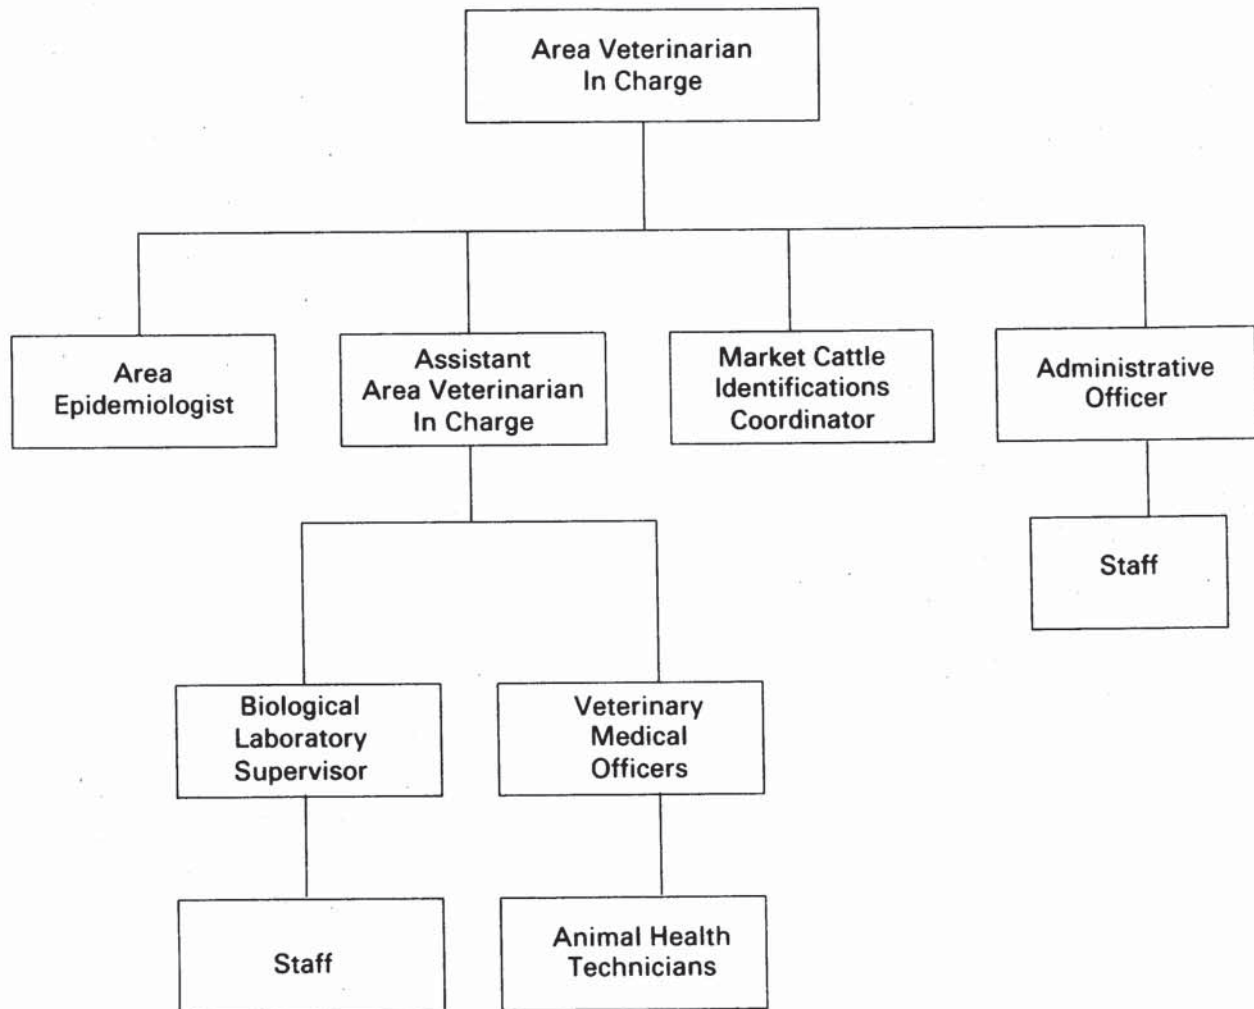 Area Veterinarian
In Charge
Area
Epidemiologist
Assistant
Area Veterinarian
In Charge
Market Cattle
Identifications
Coordinator
Administrative
Officer
Staff
Biological
Laboratory
Supervisor
Veterinary
Medical
Officers
Staff
Animal Health
Technicians